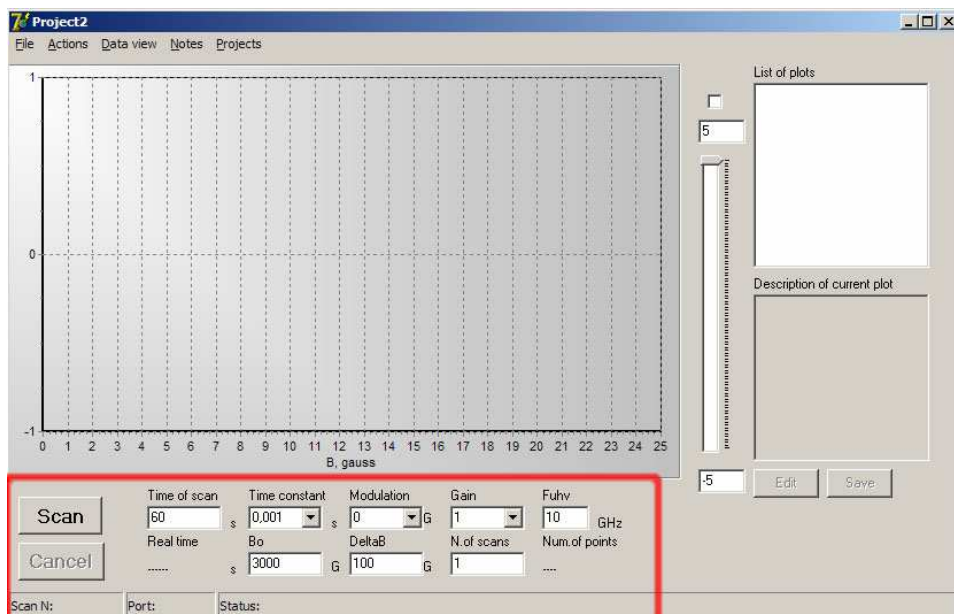 Project2
File Actions Data view Notes Projects
List of plots
1
5
0
Description of current plot
-1
0 1 2 3 4 5 6 7 8 9 10 11 12 13 14 15 16 17 18 19 20 21 22 23 24 25
B, gauss
-5 Edit Save
Time of scan Time constant Modulation Gain Fuhv
Scan 60 s 0,001 s 0 G 1 10 GHz
Real time Bo DeltaB N.of scans Num.of points
Cancel ------ s 3000 G 100 G 1 ----
Scan N: Port: Status: